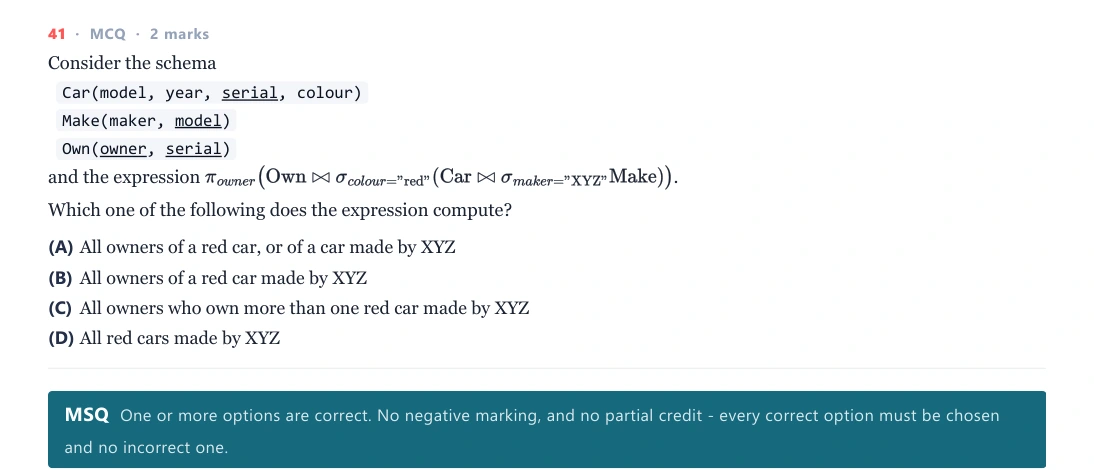 41 · MCQ · 2 marks
Consider the schema
Car(model, year, serial, colour)
Make(maker, model)
Own(owner, serial)
and the expression π_owner(Own ⋈ σ_colour="red"(Car ⋈ σ_maker="XYZ"Make)).
Which one of the following does the expression compute?
(A) All owners of a red car, or of a car made by XYZ
(B) All owners of a red car made by XYZ
(C) All owners who own more than one red car made by XYZ
(D) All red cars made by XYZ
MSQ One or more options are correct. No negative marking, and no partial credit - every correct option must be chosen
and no incorrect one.